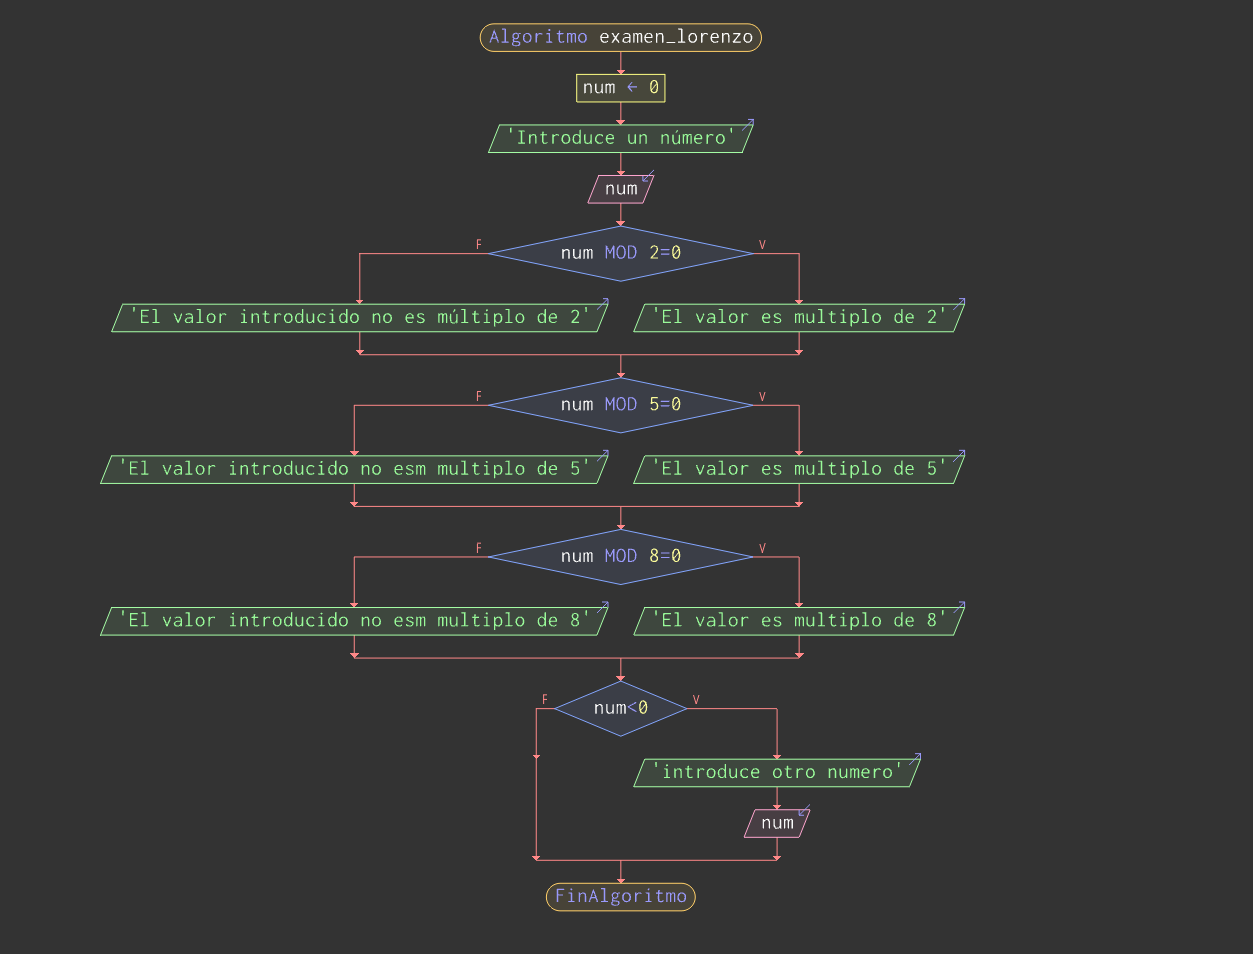 Algoritmo examen_lorenzo
num ← 0
'Introduce un número'
num
F
num MOD 2=0
V
'El valor introducido no es múltiplo de 2'
'El valor es multiplo de 2'
F
num MOD 5=0
V
'El valor introducido no esm multiplo de 5'
'El valor es multiplo de 5'
F
num MOD 8=0
V
'El valor introducido no esm multiplo de 8'
'El valor es multiplo de 8'
F
num<0
V
'introduce otro numero'
num
FinAlgoritmo